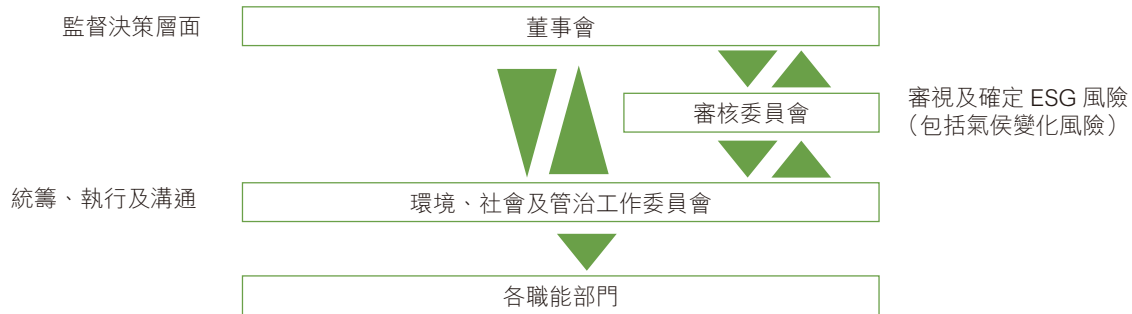 監督決策層面
董事會
審核委員會
審視及確定 ESG 風險
（包括氣侯變化風險）
統籌、執行及溝通
環境、社會及管治工作委員會
各職能部門